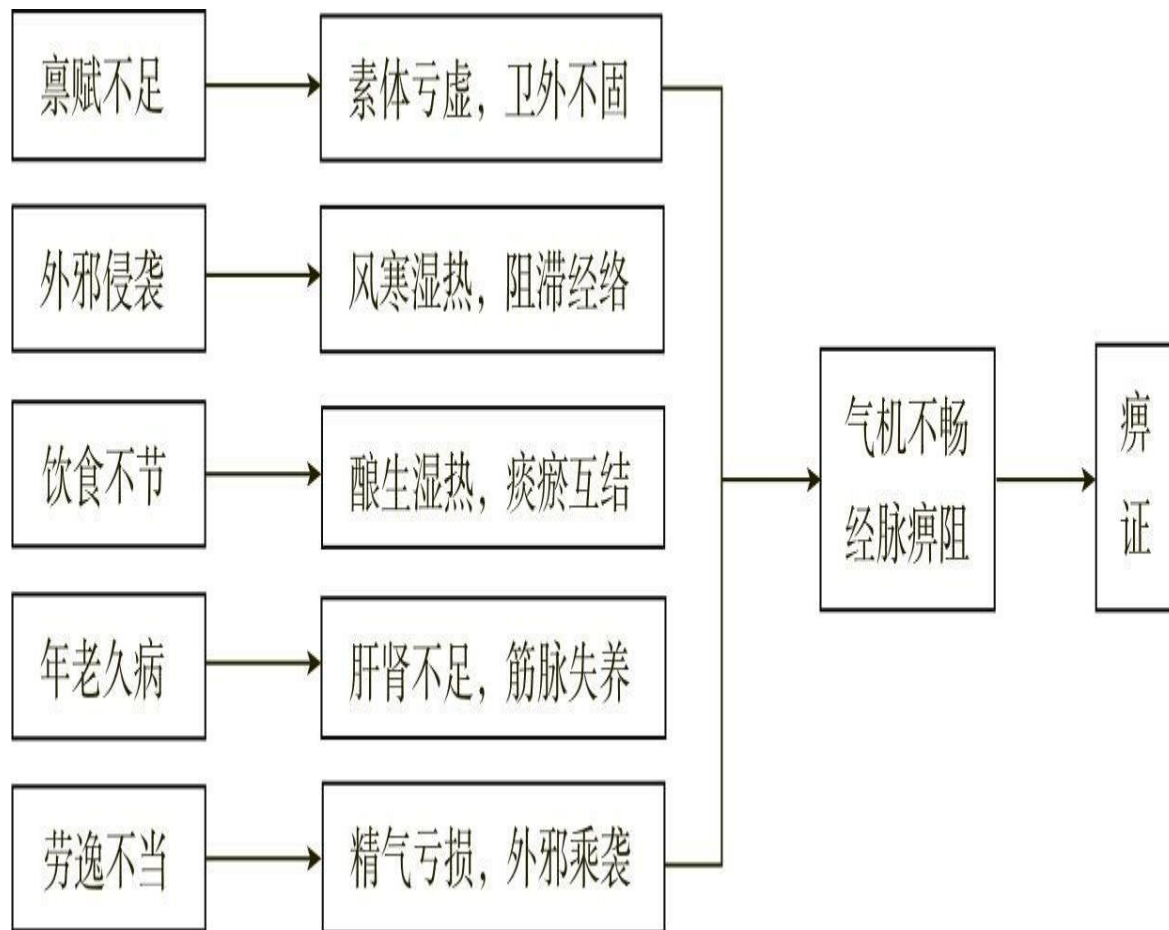 禀赋不足
素体亏虚，卫外不固
外邪侵袭
风寒湿热，阻滞经络
饮食不节
酿生湿热，痰瘀互结
年老久病
肝肾不足，筋脉失养
劳逸不当
精气亏损，外邪乘袭
气机不畅
经脉痹阻
痹
证